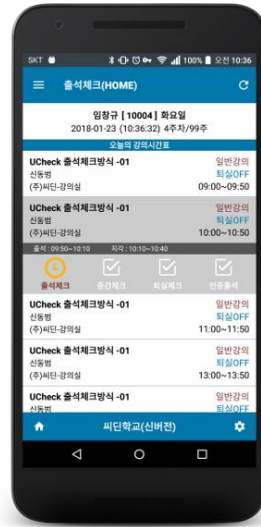 SKT 100% 오전 10:36
출석체크(HOME)
임창규 [ 10004 ] 화요일
2018-01-23 (10:36:32) 4주차/99주
오늘의 강의시간표
UCheck 출석체크방식 -01 일반강의
신동범 퇴실OFF
(주)씨딘-강의실 09:00~09:50
UCheck 출석체크방식 -01 일반강의
신동범 퇴실OFF
(주)씨딘-강의실 10:00~10:50
출석 : 09:50~10:10 지각 : 10:10~10:40
출석체크 중간체크 퇴실체크 인증출석
UCheck 출석체크방식 -01 일반강의
신동범 퇴실OFF
(주)씨딘-강의실 11:00~11:50
UCheck 출석체크방식 -01 일반강의
신동범 퇴실OFF
(주)씨딘-강의실 13:00~13:50
UCheck 출석체크방식 -01 일반강의
신동범 퇴실OFF
씨딘학교(신버전)